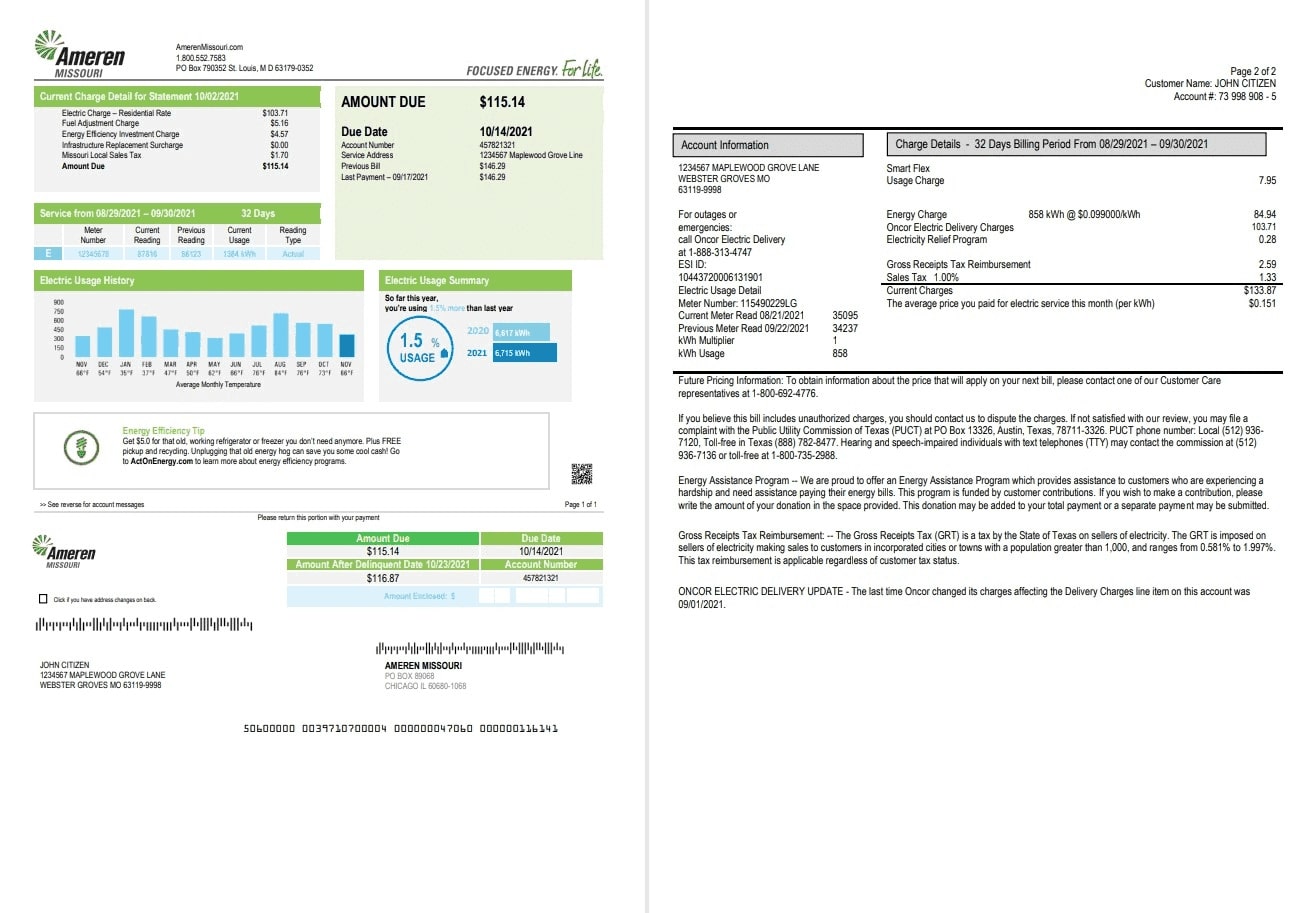 Ameren
MISSOURI
AmerenMissouri.com
1.800.552.7583
PO Box 790352 St. Louis, M D 63179-0352
FOCUSED ENERGY. For life.
Current Charge Detail for Statement 10/02/2021
Electric Charge – Residential Rate $103.71
Fuel Adjustment Charge $5.16
Energy Efficiency Investment Charge $4.57
Infrastructure Replacement Surcharge $0.00
Missouri Local Sales Tax $1.70
Amount Due $115.14
AMOUNT DUE $115.14
Due Date 10/14/2021
Account Number 457821321
Service Address 1234567 Maplewood Grove Line
Previous Bill $146.29
Last Payment – 09/17/2021 $146.29
Service from 08/29/2021 – 09/30/2021 32 Days
Meter Number Current Reading Previous Reading Current Usage Reading Type
E 12345678 87816 86123 1384 kWh Actual
Electric Usage History
900
750
600
450
300
150
0
NOV DEC JAN FEB MAR APR MAY JUN JUL AUG SEP OCT NOV
66°F 54°F 35°F 37°F 47°F 50°F 62°F 66°F 76°F 84°F 76°F 73°F 66°F
Average Monthly Temperature
Electric Usage Summary
So far this year,
you're using 1.5% more than last year
1.5 %
USAGE
2020 6,617 kWh
2021 6,715 kWh
Energy Efficiency Tip
Get $5.0 for that old, working refrigerator or freezer you don't need anymore. Plus FREE
pickup and recycling. Unplugging that old energy hog can save you some cool cash! Go
to ActOnEnergy.com to learn more about energy efficiency programs.
>> See reverse for account messages Page 1 of 1
Please return this portion with your payment
Ameren
MISSOURI
Amount Due Due Date
$115.14 10/14/2021
Amount After Delinquent Date 10/23/2021 Account Number
$116.87 457821321
Amount Enclosed: $
Click if you have address changes on back.
JOHN CITIZEN
1234567 MAPLEWOOD GROVE LANE
WEBSTER GROVES MO 63119-9998
AMEREN MISSOURI
PO BOX 89068
CHICAGO IL 60680-1068
50600000 0039710700004 000000047060 000000116141
Page 2 of 2
Customer Name: JOHN CITIZEN
Account #: 73 998 908 - 5
Account Information
1234567 MAPLEWOOD GROVE LANE
WEBSTER GROVES MO
63119-9998
For outages or
emergencies:
call Oncor Electric Delivery
at 1-888-313-4747
ESI ID:
10443720006131901
Electric Usage Detail
Meter Number: 115490229LG
Current Meter Read 08/21/2021 35095
Previous Meter Read 09/22/2021 34237
kWh Multiplier 1
kWh Usage 858
Charge Details - 32 Days Billing Period From 08/29/2021 – 09/30/2021
Smart Flex
Usage Charge 7.95
Energy Charge 858 kWh @ $0.099000/kWh 84.94
Oncor Electric Delivery Charges 103.71
Electricity Relief Program 0.28
Gross Receipts Tax Reimbursement 2.59
Sales Tax 1.00% 1.33
Current Charges $133.87
The average price you paid for electric service this month (per kWh) $0.151
Future Pricing Information: To obtain information about the price that will apply on your next bill, please contact one of our Customer Care
representatives at 1-800-692-4776.
If you believe this bill includes unauthorized charges, you should contact us to dispute the charges. If not satisfied with our review, you may file a
complaint with the Public Utility Commission of Texas (PUCT) at PO Box 13326, Austin, Texas, 78711-3326. PUCT phone number: Local (512) 936-
7120, Toll-free in Texas (888) 782-8477. Hearing and speech-impaired individuals with text telephones (TTY) may contact the commission at (512)
936-7136 or toll-free at 1-800-735-2988.
Energy Assistance Program -- We are proud to offer an Energy Assistance Program which provides assistance to customers who are experiencing a
hardship and need assistance paying their energy bills. This program is funded by customer contributions. If you wish to make a contribution, please
write the amount of your donation in the space provided. This donation may be added to your total payment or a separate payment may be submitted.
Gross Receipts Tax Reimbursement: -- The Gross Receipts Tax (GRT) is a tax by the State of Texas on sellers of electricity. The GRT is imposed on
sellers of electricity making sales to customers in incorporated cities or towns with a population greater than 1,000, and ranges from 0.581% to 1.997%.
This tax reimbursement is applicable regardless of customer tax status.
ONCOR ELECTRIC DELIVERY UPDATE - The last time Oncor changed its charges affecting the Delivery Charges line item on this account was
09/01/2021.